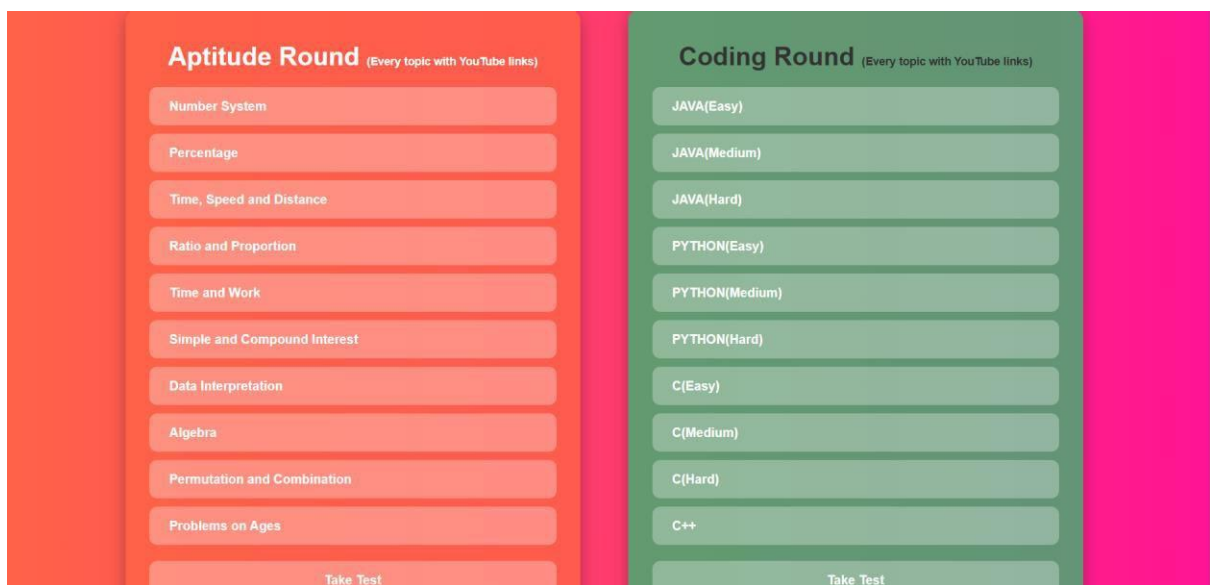 Aptitude Round (Every topic with YouTube links)
Number System
Percentage
Time, Speed and Distance
Ratio and Proportion
Time and Work
Simple and Compound Interest
Data Interpretation
Algebra
Permutation and Combination
Problems on Ages
Take Test
Coding Round (Every topic with YouTube links)
JAVA(Easy)
JAVA(Medium)
JAVA(Hard)
PYTHON(Easy)
PYTHON(Medium)
PYTHON(Hard)
C(Easy)
C(Medium)
C(Hard)
C++
Take Test